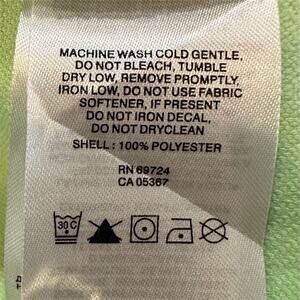 MACHINE WASH COLD GENTLE,
DO NOT BLEACH, TUMBLE
DRY LOW, REMOVE PROMPTLY,
IRON LOW, DO NOT USE FABRIC
SOFTENER, IF PRESENT
DO NOT IRON DECAL,
DO NOT DRYCLEAN
SHELL : 100% POLYESTER
RN 69724
CA 05367
30 C